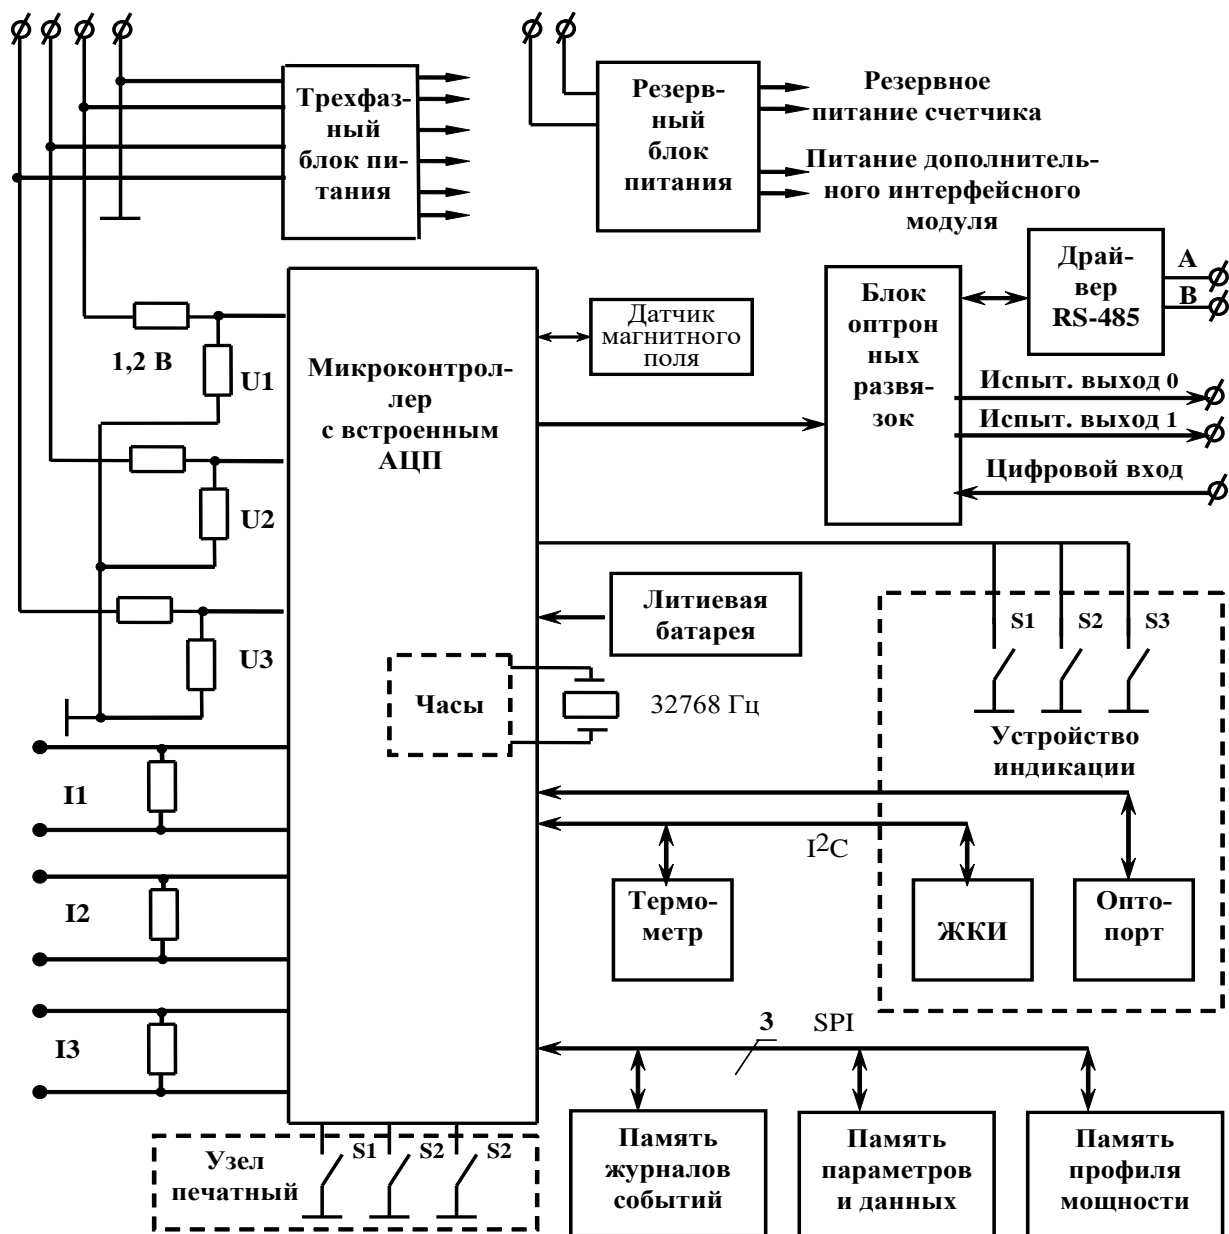 Трехфаз-
ный
блок пи-
тания
Резерв-
ный
блок
питания
Резервное
питание счетчика
Питание дополнитель-
ного интерфейсного
модуля
Микроконтрол-
лер
с встроенным
АЦП
Датчик
магнитного
поля
Блок
оптрон
ных
развя-
зок
Драй-
вер
RS-485
А
В
Испыт. выход 0
Испыт. выход 1
Цифровой вход
1,2 В
U1
U2
U3
Литиевая
батарея
Часы
32768 Гц
S1
S2
S3
Устройство
индикации
I1
I2
I3
I2C
Термо-
метр
ЖКИ
Опто-
порт
3
SPI
Узел
печатный
S1
S2
S2
Память
журналов
событий
Память
параметров
и данных
Память
профиля
мощности